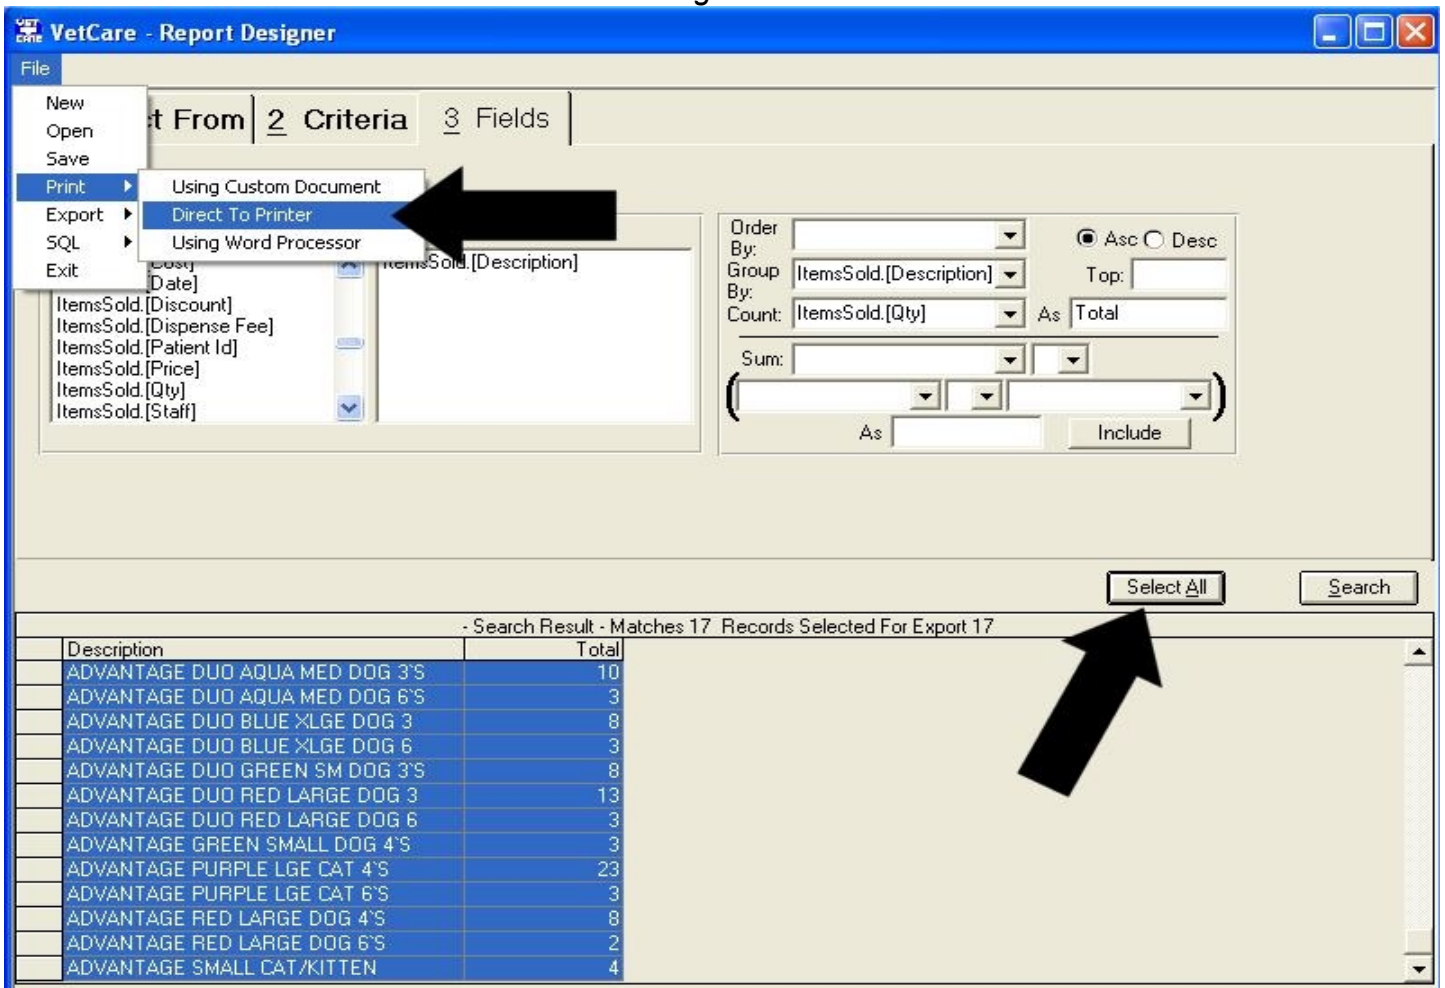 VET CARE VetCare - Report Designer
File
New
Open
Save
Print
Export
SQL
Exit
Using Custom Document
Direct To Printer
Using Word Processor
t From 2 Criteria 3 Fields
Cost]
Date]
ItemsSold.[Discount]
ItemsSold.[Dispense Fee]
ItemsSold.[Patient Id]
ItemsSold.[Price]
ItemsSold.[Qty]
ItemsSold.[Staff]
ItemsSold.[Description]
Order By: Asc Desc
Group By: ItemsSold.[Description] Top:
Count: ItemsSold.[Qty] As Total
Sum:
( )
As Include
Select All Search
- Search Result - Matches 17 Records Selected For Export 17
Description Total
ADVANTAGE DUO AQUA MED DOG 3`S 10
ADVANTAGE DUO AQUA MED DOG 6`S 3
ADVANTAGE DUO BLUE XLGE DOG 3 8
ADVANTAGE DUO BLUE XLGE DOG 6 3
ADVANTAGE DUO GREEN SM DOG 3`S 8
ADVANTAGE DUO RED LARGE DOG 3 13
ADVANTAGE DUO RED LARGE DOG 6 3
ADVANTAGE GREEN SMALL DOG 4`S 3
ADVANTAGE PURPLE LGE CAT 4`S 23
ADVANTAGE PURPLE LGE CAT 6`S 3
ADVANTAGE RED LARGE DOG 4`S 8
ADVANTAGE RED LARGE DOG 6`S 2
ADVANTAGE SMALL CAT/KITTEN 4